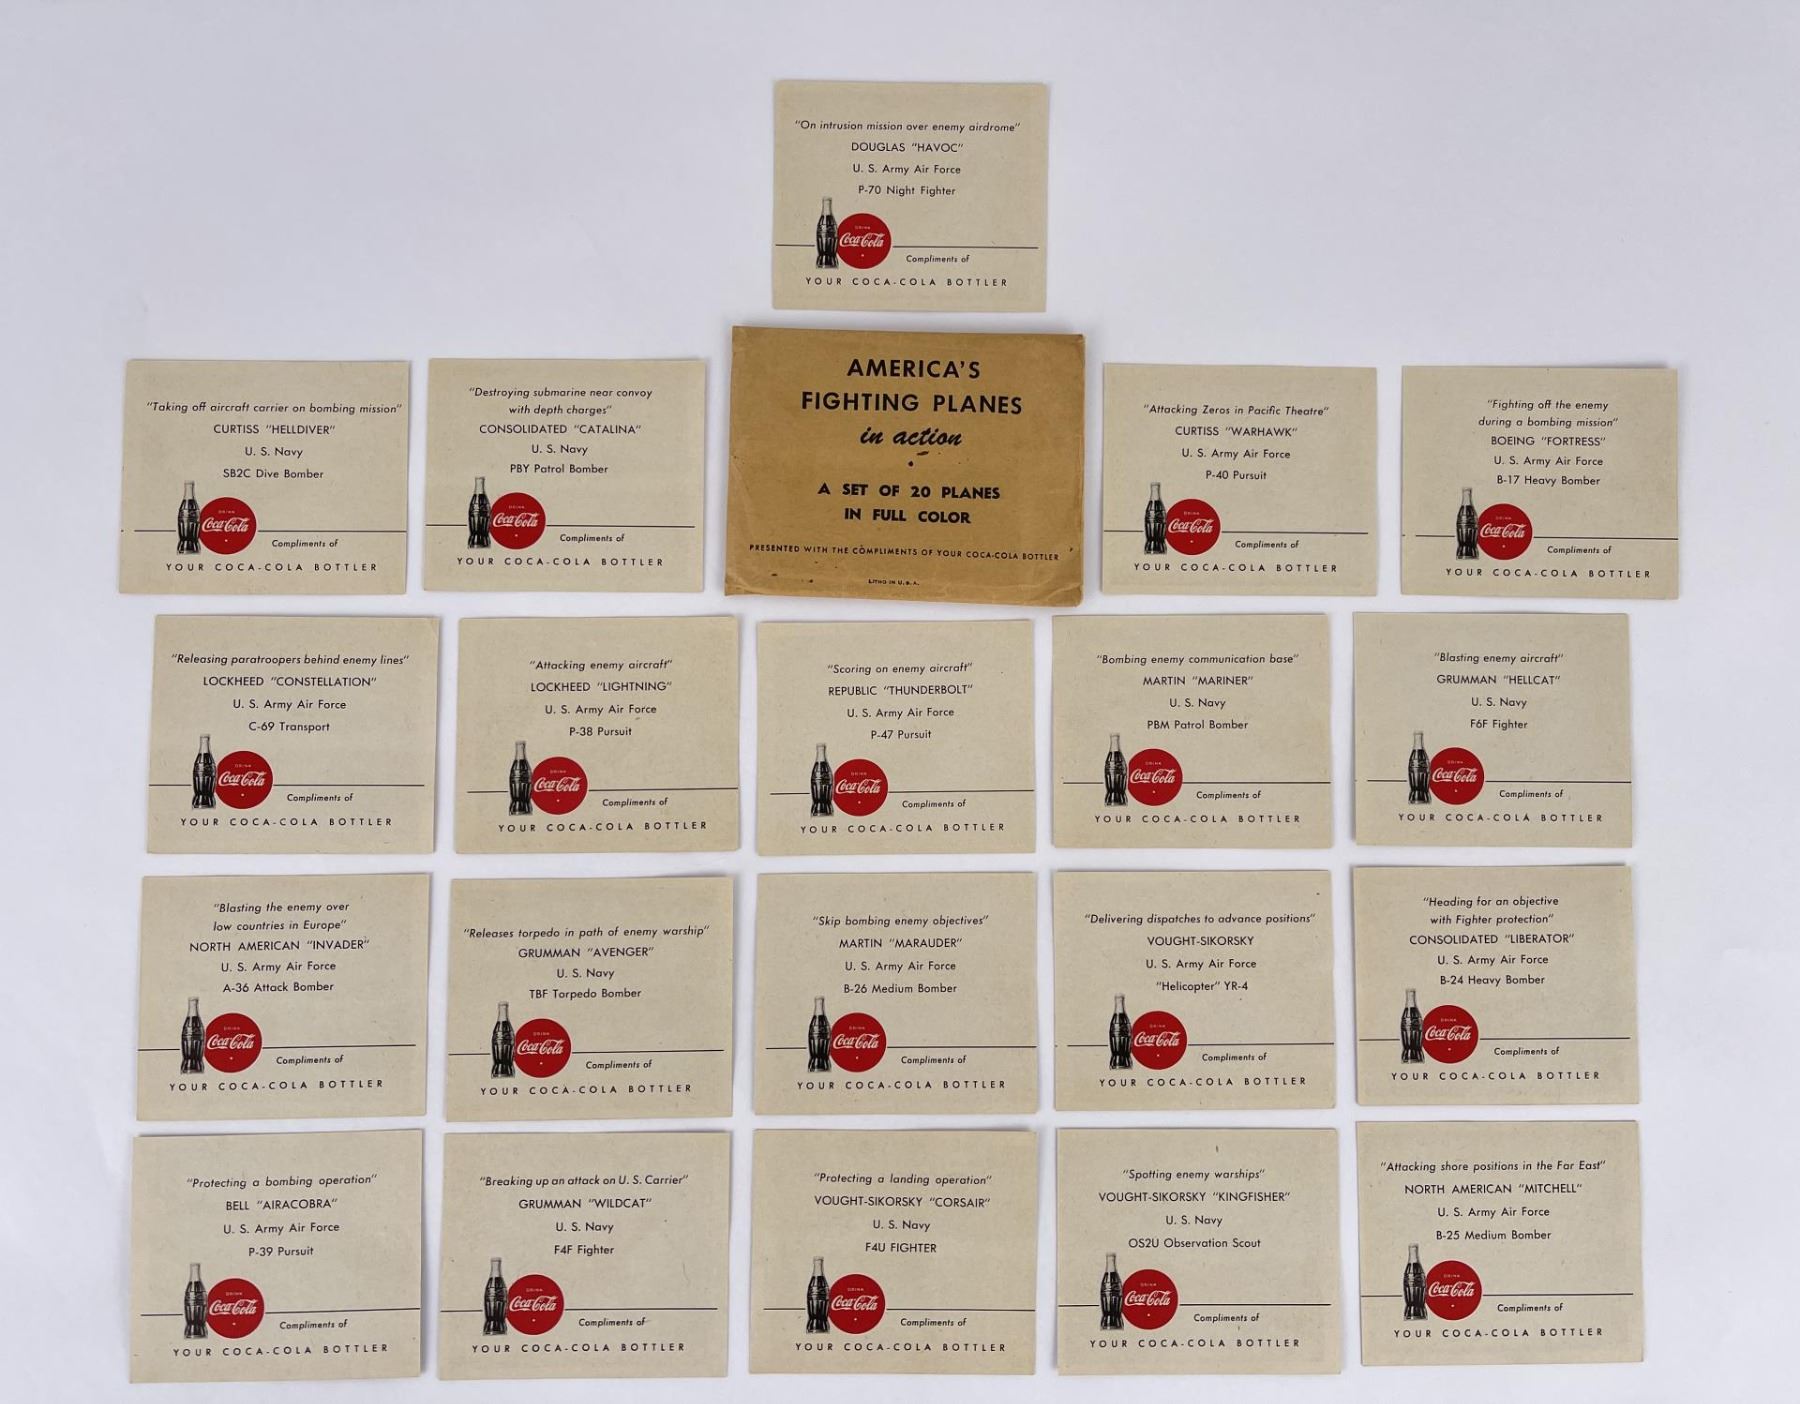 "On intrusion mission over enemy airdrome"
DOUGLAS "HAVOC"
U. S. Army Air Force
P-70 Night Fighter
DRINK
Coca-Cola
Compliments of
YOUR COCA-COLA BOTTLER
"Taking off aircraft carrier on bombing mission"
CURTISS "HELLDIVER"
U. S. Navy
SB2C Dive Bomber
DRINK
Coca-Cola
Compliments of
YOUR COCA-COLA BOTTLER
"Destroying submarine near convoy
with depth charges"
CONSOLIDATED "CATALINA"
U. S. Navy
PBY Patrol Bomber
DRINK
Coca-Cola
Compliments of
YOUR COCA-COLA BOTTLER
AMERICA'S
FIGHTING PLANES
in action
A SET OF 20 PLANES
IN FULL COLOR
PRESENTED WITH THE COMPLIMENTS OF YOUR COCA-COLA BOTTLER
LITHO IN U.S.A.
"Attacking Zeros in Pacific Theatre"
CURTISS "WARHAWK"
U. S. Army Air Force
P-40 Pursuit
DRINK
Coca-Cola
Compliments of
YOUR COCA-COLA BOTTLER
"Fighting off the enemy
during a bombing mission"
BOEING "FORTRESS"
U. S. Army Air Force
B-17 Heavy Bomber
DRINK
Coca-Cola
Compliments of
YOUR COCA-COLA BOTTLER
"Releasing paratroopers behind enemy lines"
LOCKHEED "CONSTELLATION"
U. S. Army Air Force
C-69 Transport
DRINK
Coca-Cola
Compliments of
YOUR COCA-COLA BOTTLER
"Attacking enemy aircraft"
LOCKHEED "LIGHTNING"
U. S. Army Air Force
P-38 Pursuit
DRINK
Coca-Cola
Compliments of
YOUR COCA-COLA BOTTLER
"Scoring on enemy aircraft"
REPUBLIC "THUNDERBOLT"
U. S. Army Air Force
P-47 Pursuit
DRINK
Coca-Cola
Compliments of
YOUR COCA-COLA BOTTLER
"Bombing enemy communication base"
MARTIN "MARINER"
U. S. Navy
PBM Patrol Bomber
DRINK
Coca-Cola
Compliments of
YOUR COCA-COLA BOTTLER
"Blasting enemy aircraft"
GRUMMAN "HELLCAT"
U. S. Navy
F6F Fighter
DRINK
Coca-Cola
Compliments of
YOUR COCA-COLA BOTTLER
"Blasting the enemy over
low countries in Europe"
NORTH AMERICAN "INVADER"
U. S. Army Air Force
A-36 Attack Bomber
DRINK
Coca-Cola
Compliments of
YOUR COCA-COLA BOTTLER
"Releases torpedo in path of enemy warship"
GRUMMAN "AVENGER"
U. S. Navy
TBF Torpedo Bomber
DRINK
Coca-Cola
Compliments of
YOUR COCA-COLA BOTTLER
"Skip bombing enemy objectives"
MARTIN "MARAUDER"
U. S. Army Air Force
B-26 Medium Bomber
DRINK
Coca-Cola
Compliments of
YOUR COCA-COLA BOTTLER
"Delivering dispatches to advance positions"
VOUGHT-SIKORSKY
U. S. Army Air Force
"Helicopter" YR-4
DRINK
Coca-Cola
Compliments of
YOUR COCA-COLA BOTTLER
"Heading for an objective
with Fighter protection"
CONSOLIDATED "LIBERATOR"
U. S. Army Air Force
B-24 Heavy Bomber
DRINK
Coca-Cola
Compliments of
YOUR COCA-COLA BOTTLER
"Protecting a bombing operation"
BELL "AIRACOBRA"
U. S. Army Air Force
P-39 Pursuit
DRINK
Coca-Cola
Compliments of
YOUR COCA-COLA BOTTLER
"Breaking up an attack on U. S. Carrier"
GRUMMAN "WILDCAT"
U. S. Navy
F4F Fighter
DRINK
Coca-Cola
Compliments of
YOUR COCA-COLA BOTTLER
"Protecting a landing operation"
VOUGHT-SIKORSKY "CORSAIR"
U. S. Navy
F4U FIGHTER
DRINK
Coca-Cola
Compliments of
YOUR COCA-COLA BOTTLER
"Spotting enemy warships"
VOUGHT-SIKORSKY "KINGFISHER"
U. S. Navy
OS2U Observation Scout
DRINK
Coca-Cola
Compliments of
YOUR COCA-COLA BOTTLER
"Attacking shore positions in the Far East"
NORTH AMERICAN "MITCHELL"
U. S. Army Air Force
B-25 Medium Bomber
DRINK
Coca-Cola
Compliments of
YOUR COCA-COLA BOTTLER